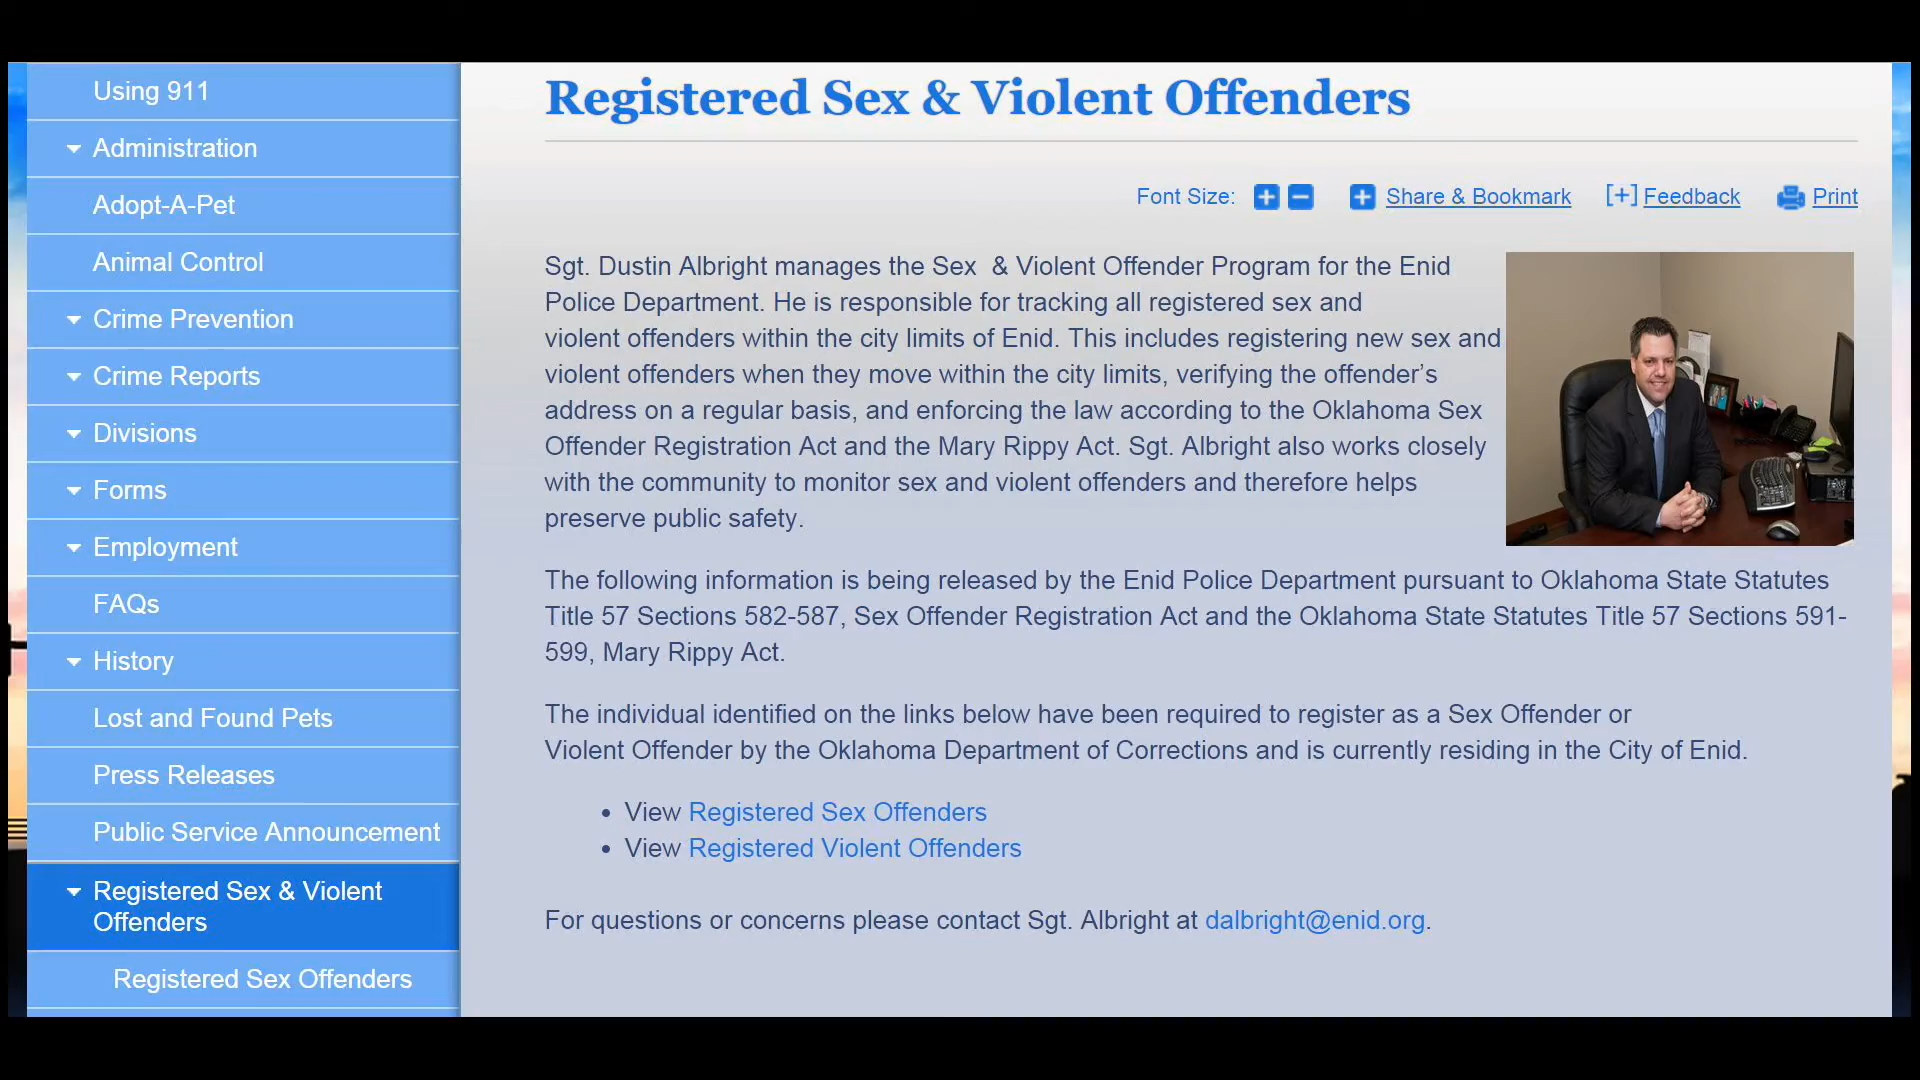 Using 911
Administration
Adopt-A-Pet
Animal Control
Crime Prevention
Crime Reports
Divisions
Forms
Employment
FAQs
History
Lost and Found Pets
Press Releases
Public Service Announcement
Registered Sex & Violent
Offenders
Registered Sex Offenders
Registered Sex & Violent Offenders
Font Size: + - + Share & Bookmark [+] Feedback Print
Sgt. Dustin Albright manages the Sex  & Violent Offender Program for the Enid
Police Department. He is responsible for tracking all registered sex and
violent offenders within the city limits of Enid. This includes registering new sex and
violent offenders when they move within the city limits, verifying the offender’s
address on a regular basis, and enforcing the law according to the Oklahoma Sex
Offender Registration Act and the Mary Rippy Act. Sgt. Albright also works closely
with the community to monitor sex and violent offenders and therefore helps
preserve public safety.
The following information is being released by the Enid Police Department pursuant to Oklahoma State Statutes
Title 57 Sections 582-587, Sex Offender Registration Act and the Oklahoma State Statutes Title 57 Sections 591-
599, Mary Rippy Act.
The individual identified on the links below have been required to register as a Sex Offender or
Violent Offender by the Oklahoma Department of Corrections and is currently residing in the City of Enid.
• View Registered Sex Offenders
• View Registered Violent Offenders
For questions or concerns please contact Sgt. Albright at dalbright@enid.org.